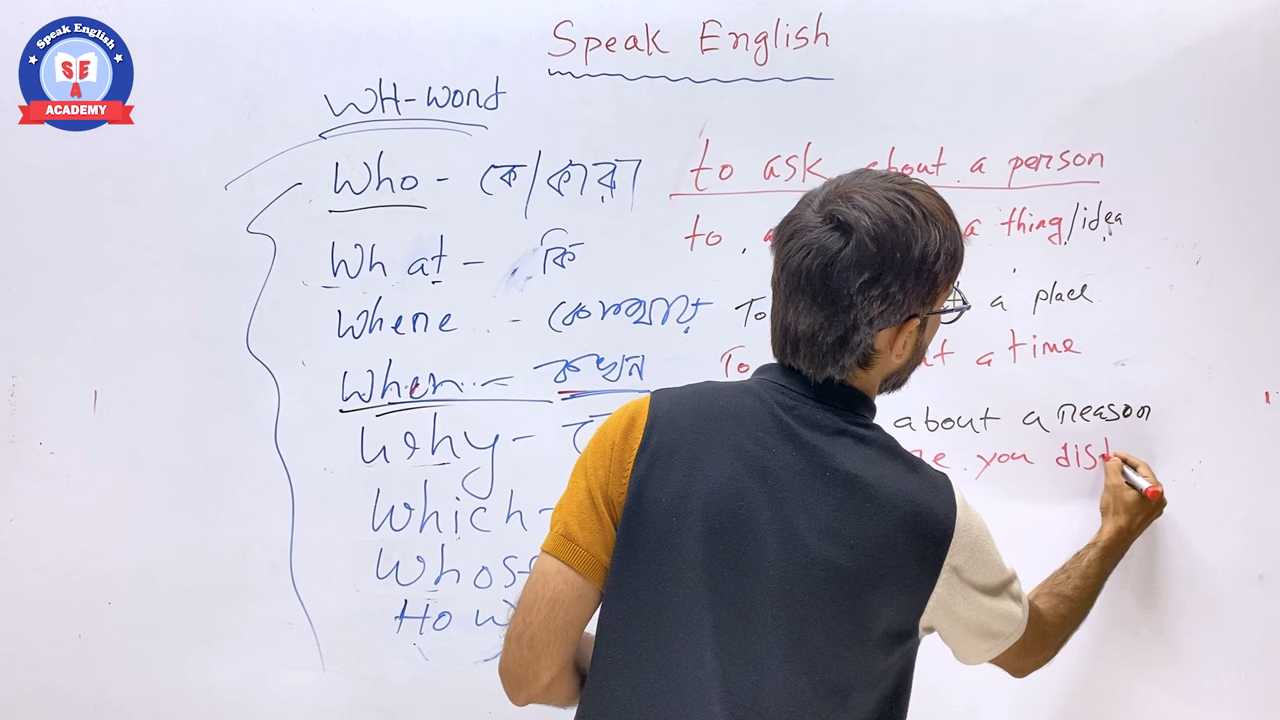 Speak English
SE
A
ACADEMY
Speak English
WH-word
Who - কে/কারা to ask about a person
What - কি to a thing/idea
Where - কোথায় To a place
When - কখন To a time
Why - about a reason
you dist
Which-
Whose
How